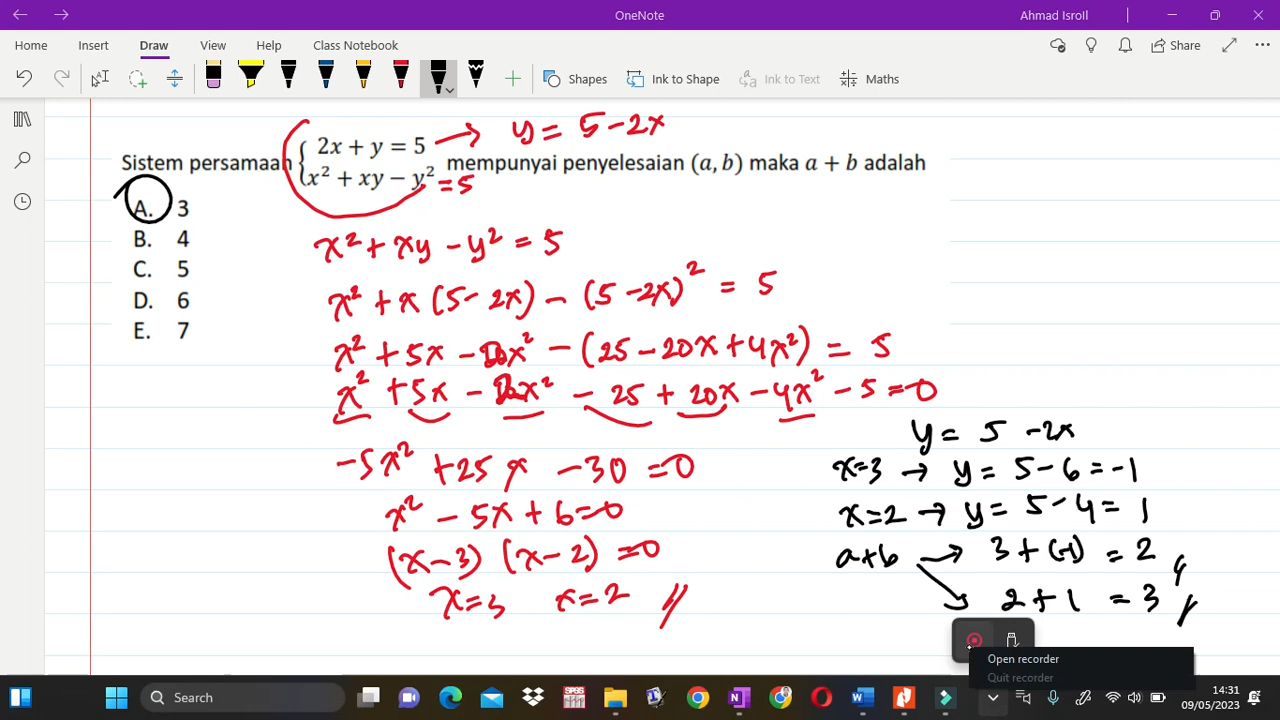 OneNote
Ahmad Isroll
Home Insert Draw View Help Class Notebook Share
Shapes Ink to Shape Ink to Text Maths
Sistem persamaan { 2x + y = 5 → y = 5 - 2x
x² + xy − y² = 5 mempunyai penyelesaian (a, b) maka a + b adalah
A. 3
B. 4
C. 5
D. 6
E. 7
x² + xy - y² = 5
x² + x (5 - 2x) - (5 - 2x)² = 5
x² + 5x - 2x² - (25 - 20x + 4x²) = 5
x² + 5x - 2x² - 25 + 20x - 4x² - 5 = 0
-5x² + 25x - 30 = 0
x² - 5x + 6 = 0
(x - 3) (x - 2) = 0
x = 3 x = 2 //
y = 5 - 2x
x=3 → y = 5 - 6 = -1
x=2 → y = 5 - 4 = 1
a+b → 3 + (-1) = 2
2 + 1 = 3 //
Open recorder
Quit recorder
Search
SPSS
14:31
09/05/2023